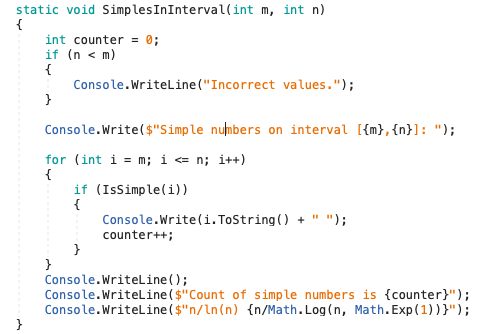 static void SimplesInInterval(int m, int n)
{
    int counter = 0;
    if (n < m)
    {
        Console.WriteLine("Incorrect values.");
    }

    Console.Write($"Simple numbers on interval [{m},{n}]: ");

    for (int i = m; i <= n; i++)
    {
        if (IsSimple(i))
        {
            Console.Write(i.ToString() + " ");
            counter++;
        }
    }
    Console.WriteLine();
    Console.WriteLine($"Count of simple numbers is {counter}");
    Console.WriteLine($"n/ln(n) {n/Math.Log(n, Math.Exp(1))}");
}